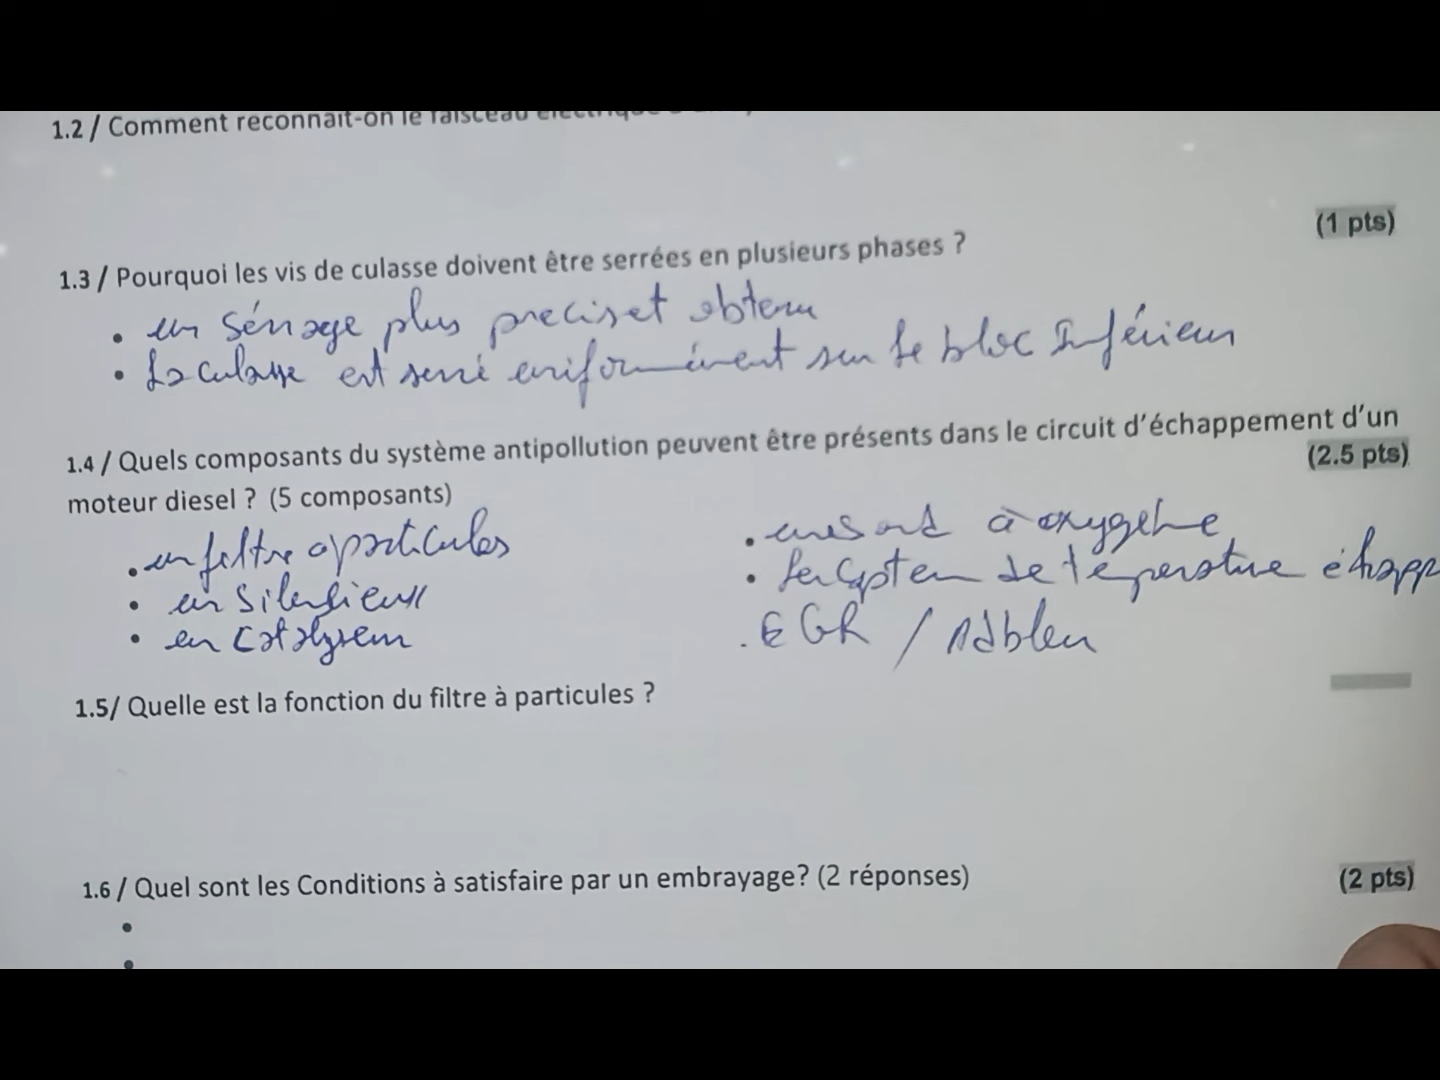 1.2 / Comment reconnait-on le faisceau électrique
(1 pts)
1.3 / Pourquoi les vis de culasse doivent être serrées en plusieurs phases ?
• un sérrage plus precis et obtenu
• La culasse est serré uniformément sur le bloc Inférieur
1.4 / Quels composants du système antipollution peuvent être présents dans le circuit d'échappement d'un
moteur diesel ? (5 composants)
(2.5 pts)
• un filtre a particules
• un Silencieux
• un Catalyseur
• à oxygène
• Le Capteur de température échapp
. EGR / Adbleu
1.5/ Quelle est la fonction du filtre à particules ?
1.6 / Quel sont les Conditions à satisfaire par un embrayage? (2 réponses)
(2 pts)
•
•